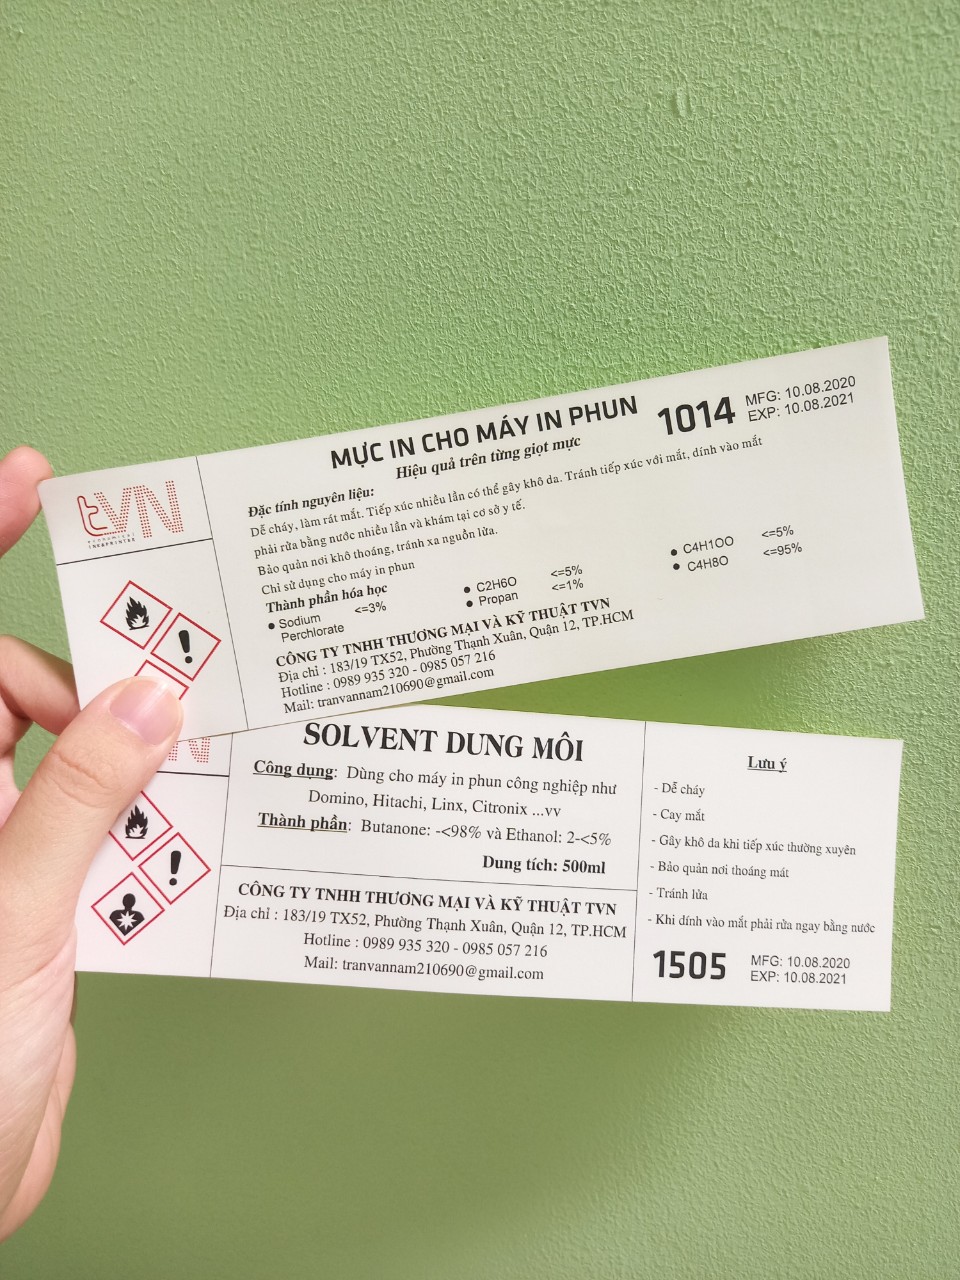 tVN
INKPRINTER
MỰC IN CHO MÁY IN PHUN
Hiệu quả trên từng giọt mực
1014
MFG: 10.08.2020
EXP: 10.08.2021
Đặc tính nguyên liệu:
Dễ cháy, làm rát mắt. Tiếp xúc nhiều lần có thể gây khô da. Tránh tiếp xúc với mắt, dính vào mắt
phải rửa bằng nước nhiều lần và khám tại cơ sở y tế.
Bảo quản nơi khô thoáng, tránh xa nguồn lửa.
Chỉ sử dụng cho máy in phun
Thành phần hóa học
• Sodium Perchlorate <=3%
• C2H6O <=5%
• Propan <=1%
• C4H1OO <=5%
• C4H8O <=95%
CÔNG TY TNHH THƯƠNG MẠI VÀ KỸ THUẬT TVN
Địa chỉ : 183/19 TX52, Phường Thạnh Xuân, Quận 12, TP.HCM
Hotline : 0989 935 320 - 0985 057 216
Mail: tranvannam210690@gmail.com
SOLVENT DUNG MÔI
Công dụng: Dùng cho máy in phun công nghiệp như
Domino, Hitachi, Linx, Citronix ...vv
Thành phần: Butanone: -<98% và Ethanol: 2-<5%
Dung tích: 500ml
CÔNG TY TNHH THƯƠNG MẠI VÀ KỸ THUẬT TVN
Địa chỉ : 183/19 TX52, Phường Thạnh Xuân, Quận 12, TP.HCM
Hotline : 0989 935 320 - 0985 057 216
Mail: tranvannam210690@gmail.com
Lưu ý
- Dễ cháy
- Cay mắt
- Gây khô da khi tiếp xúc thường xuyên
- Bảo quản nơi thoáng mát
- Tránh lửa
- Khi dính vào mắt phải rửa ngay bằng nước
1505
MFG: 10.08.2020
EXP: 10.08.2021